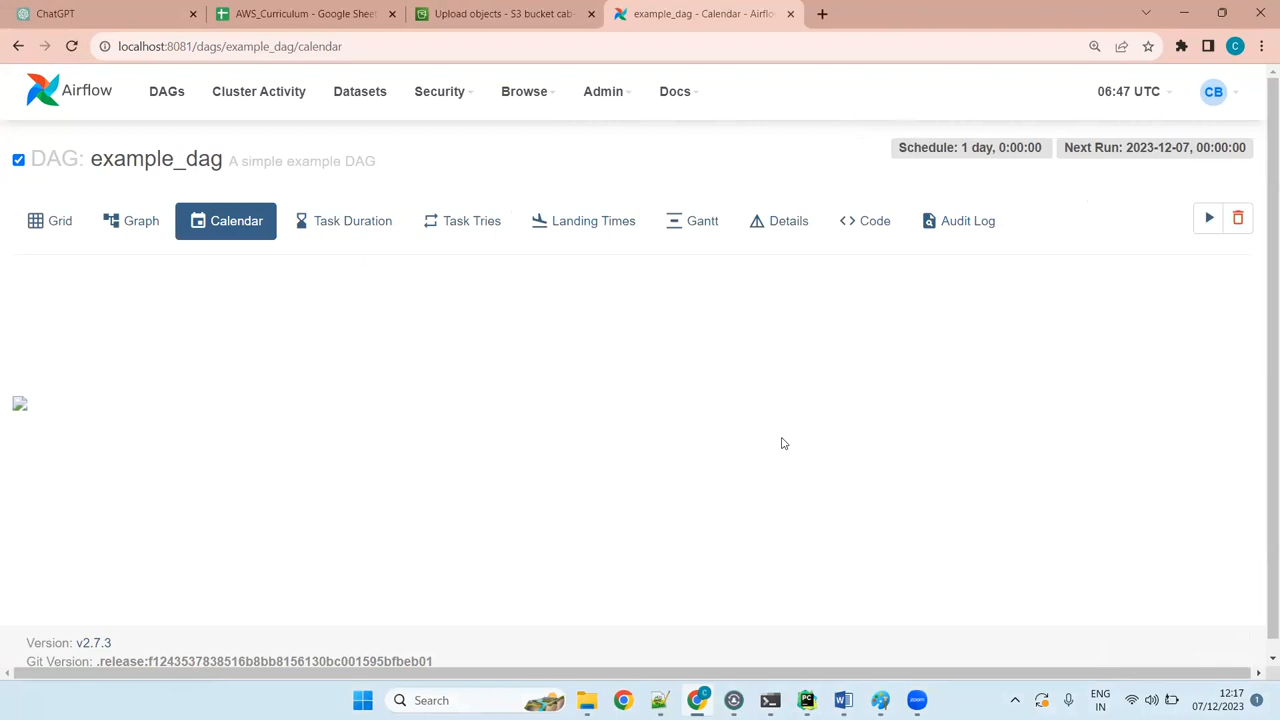 ChatGPT
AWS_Curriculum - Google Sheet
Upload objects - S3 bucket cab-
example_dag - Calendar - Airflo
localhost:8081/dags/example_dag/calendar
C
Airflow
DAGs
Cluster Activity
Datasets
Security
Browse
Admin
Docs
06:47 UTC
CB
DAG: example_dag A simple example DAG
Schedule: 1 day, 0:00:00
Next Run: 2023-12-07, 00:00:00
Grid
Graph
Calendar
Task Duration
Task Tries
Landing Times
Gantt
Details
Code
Audit Log
Version: v2.7.3
Git Version: .release:f1243537838516b8bb8156130bc001595bfbeb01
Search
C
PC
W
zoom
ENG
IN
12:17
07/12/2023
1